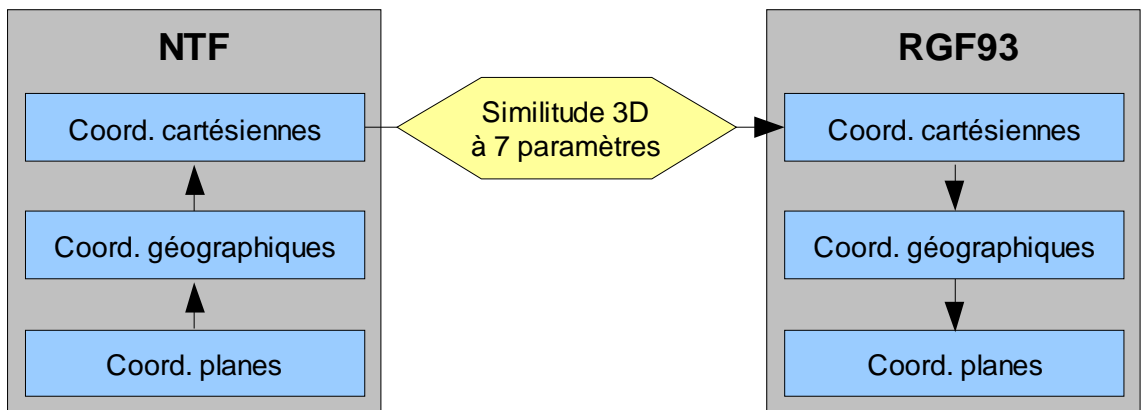 NTF
Coord. cartésiennes
Coord. géographiques
Coord. planes
Similitude 3D
à 7 paramètres
RGF93
Coord. cartésiennes
Coord. géographiques
Coord. planes